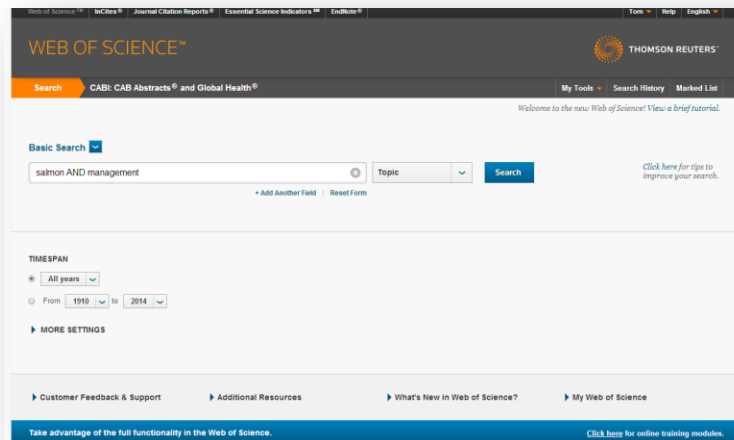 Web of Science™ InCites® Journal Citation Reports® Essential Science Indicators℠ EndNote® Tom Help English
WEB OF SCIENCE™ THOMSON REUTERS™
Search CABI: CAB Abstracts® and Global Health® My Tools Search History Marked List
Welcome to the new Web of Science! View a brief tutorial.
Basic Search
salmon AND management Topic Search Click here for tips to
improve your search.
+ Add Another Field | Reset Form
TIMESPAN
All years
From 1910 to 2014
MORE SETTINGS
Customer Feedback & Support Additional Resources What's New in Web of Science? My Web of Science
Take advantage of the full functionality in the Web of Science. Click here for online training modules.